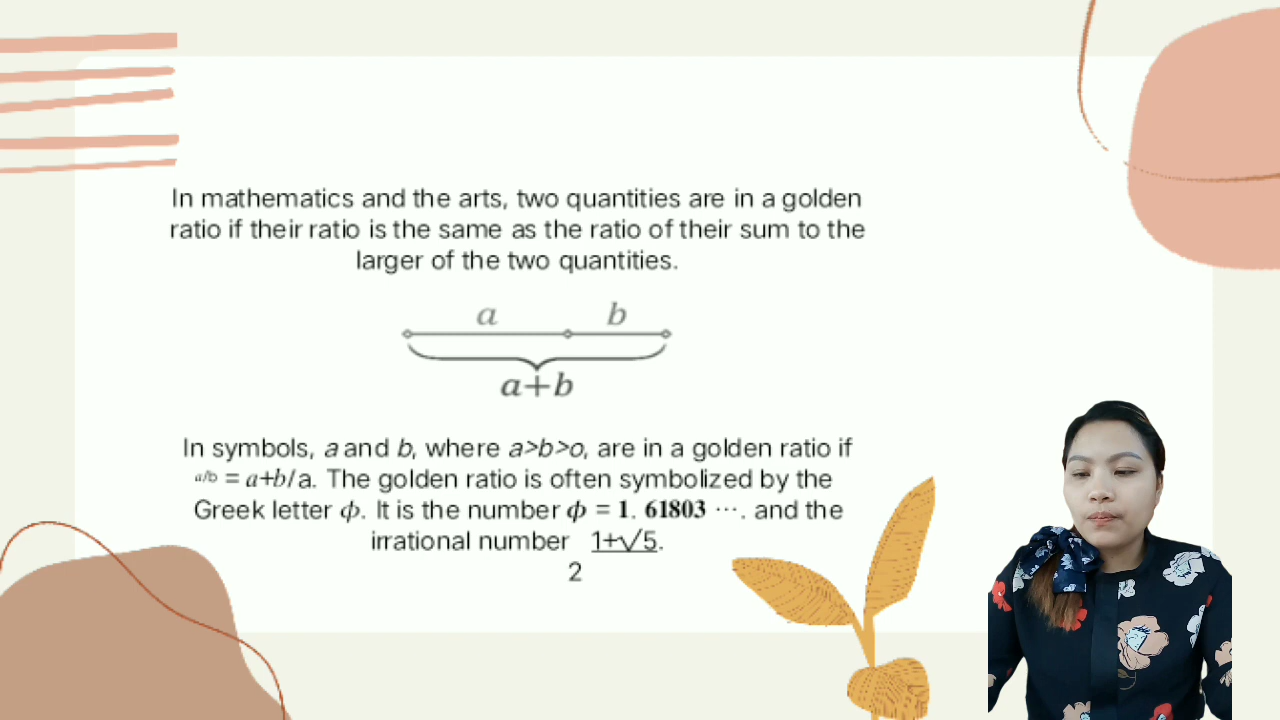 In mathematics and the arts, two quantities are in a golden
ratio if their ratio is the same as the ratio of their sum to the
larger of the two quantities.
a b
a+b
In symbols, a and b, where a>b>o, are in a golden ratio if
a/b = a+b/a. The golden ratio is often symbolized by the
Greek letter ϕ. It is the number ϕ = 1. 61803 ⋯. and the
irrational number 1+√5.
2